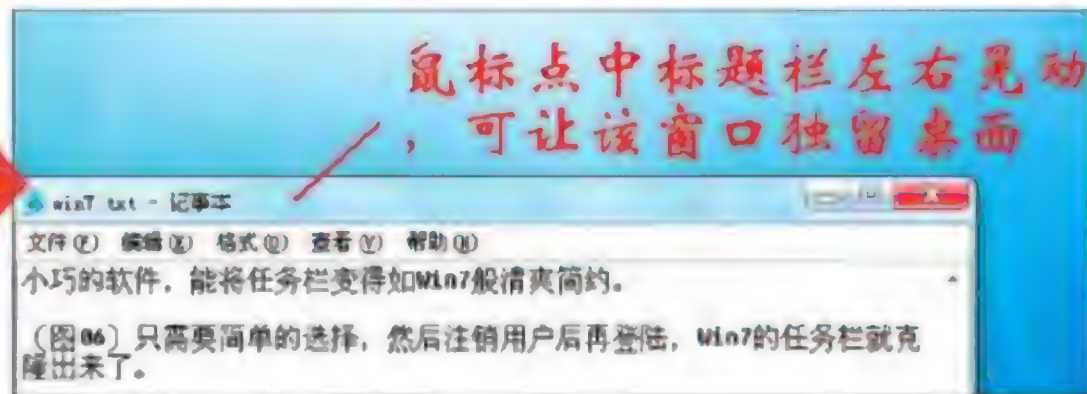 鼠标点中标题栏左右晃动
，可让该窗口独留桌面
win7 txt - 记事本
文件(F) 编辑(E) 格式(O) 查看(V) 帮助(H)
小巧的软件，能将任务栏变得如Win7般清爽简约。
（图06）只需要简单的选择，然后注销用户后再登陆，Win7的任务栏就克
隆出来了。